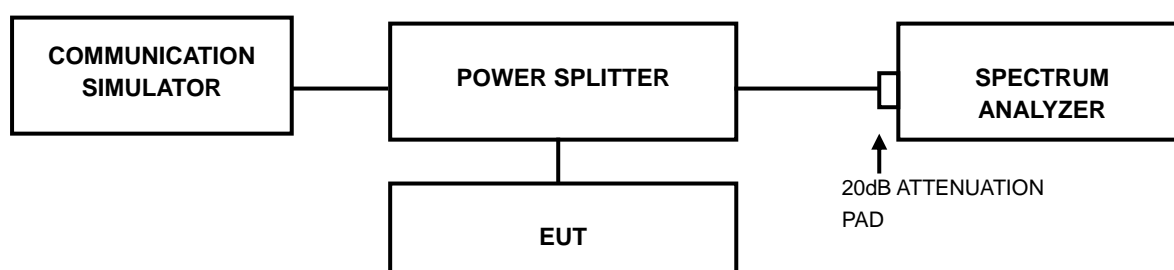 COMMUNICATION
SIMULATOR
POWER SPLITTER
SPECTRUM
ANALYZER
20dB ATTENUATION
PAD
EUT